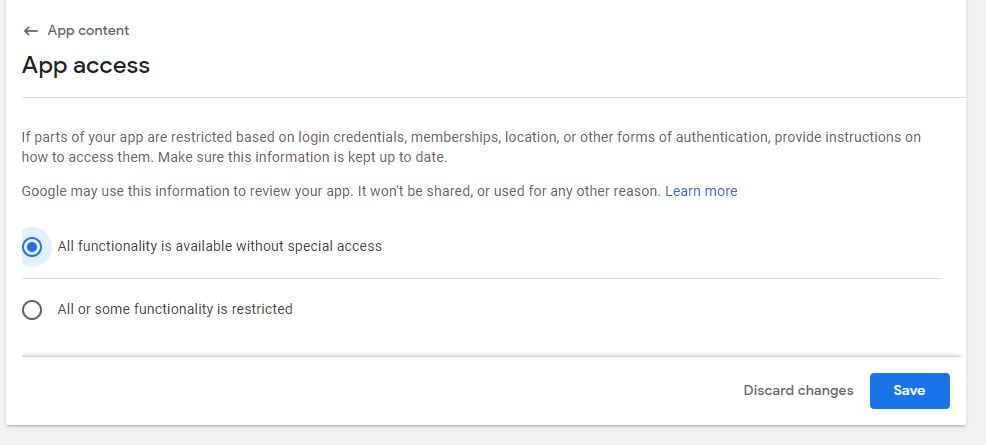 App content
App access
If parts of your app are restricted based on login credentials, memberships, location, or other forms of authentication, provide instructions on
how to access them. Make sure this information is kept up to date.
Google may use this information to review your app. It won't be shared, or used for any other reason. Learn more
All functionality is available without special access
All or some functionality is restricted
Discard changes Save